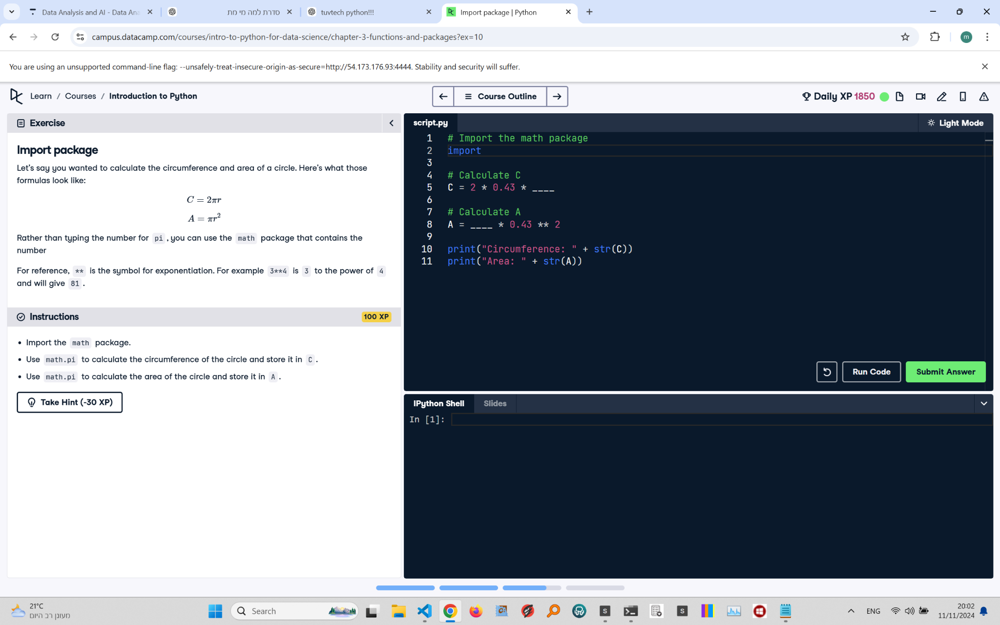 Data Analysis and AI - Data Ana
סדרת למה מי מת
tuvtech python!!!
Import package | Python
campus.datacamp.com/courses/intro-to-python-for-data-science/chapter-3-functions-and-packages?ex=10
m
You are using an unsupported command-line flag: --unsafely-treat-insecure-origin-as-secure=http://54.173.176.93:4444. Stability and security will suffer.
Learn / Courses / Introduction to Python
Course Outline
Daily XP 1850
Exercise
Import package
Let's say you wanted to calculate the circumference and area of a circle. Here's what those
formulas look like:
C = 2πr
A = πr²
Rather than typing the number for pi , you can use the math package that contains the
number
For reference, ** is the symbol for exponentiation. For example 3**4 is 3 to the power of 4
and will give 81 .
Instructions
100 XP
• Import the math package.
• Use math.pi to calculate the circumference of the circle and store it in C .
• Use math.pi to calculate the area of the circle and store it in A .
Take Hint (-30 XP)
script.py
Light Mode
1 # Import the math package
2 import
3
4 # Calculate C
5 C = 2 * 0.43 * ____
6
7 # Calculate A
8 A = ____ * 0.43 ** 2
9
10 print("Circumference: " + str(C))
11 print("Area: " + str(A))
Run Code
Submit Answer
IPython Shell
Slides
In [1]:
21°C
מעונן רב היום
Search
S
S
ENG
20:02
11/11/2024